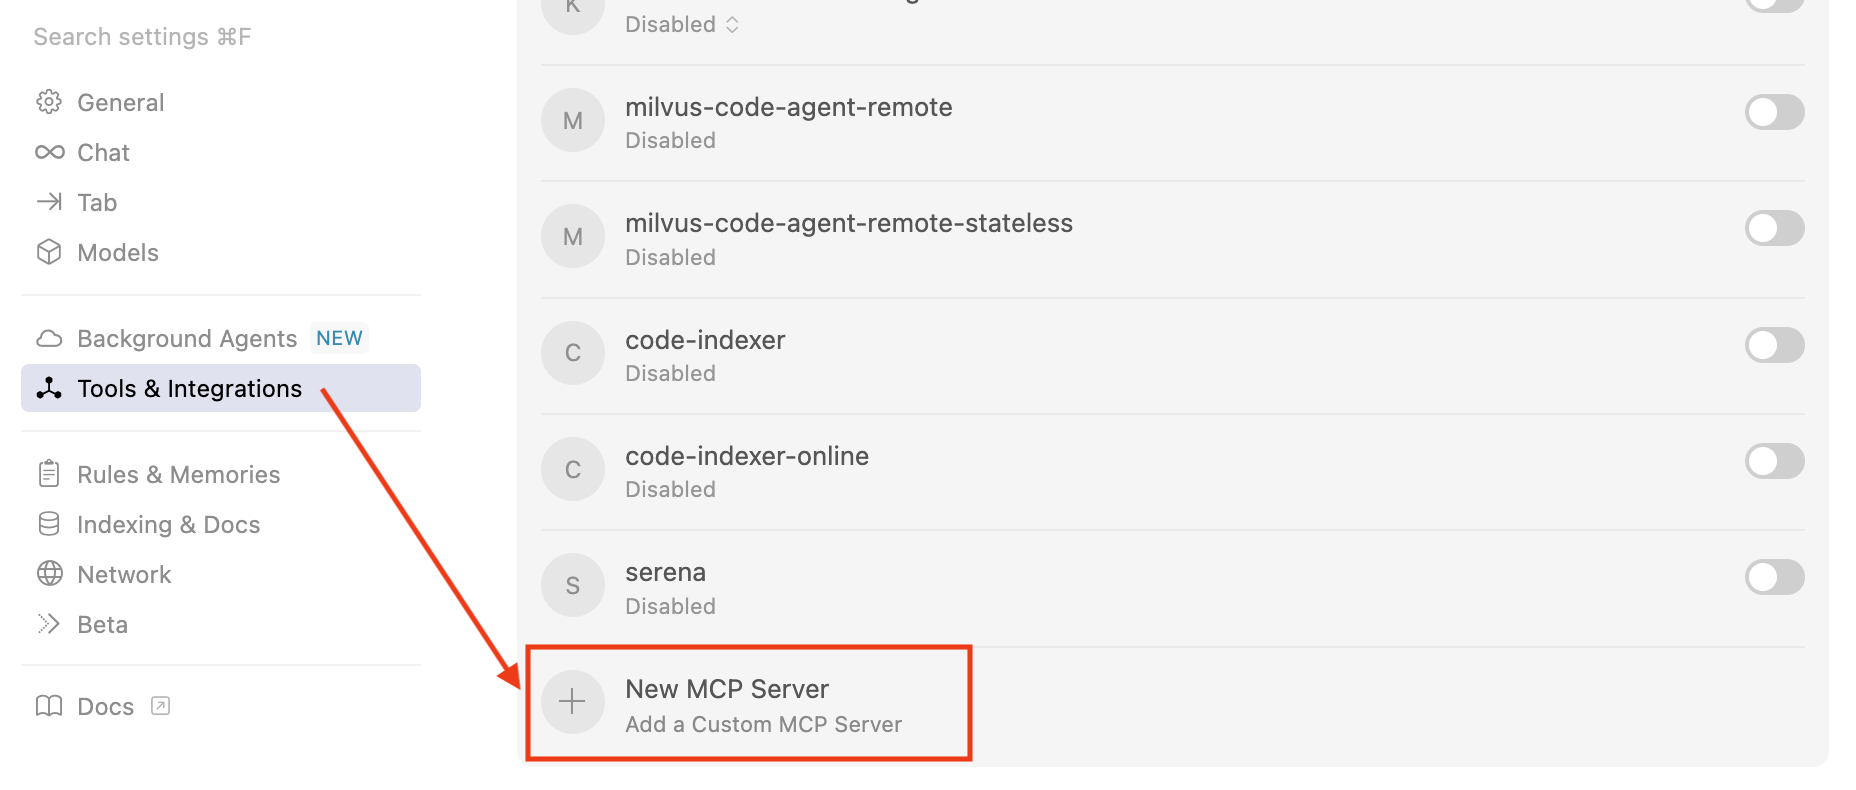 Search settings ⌘F
General
Chat
Tab
Models
Background Agents NEW
Tools & Integrations
Rules & Memories
Indexing & Docs
Network
Beta
Docs
K
Disabled
M
milvus-code-agent-remote
Disabled
M
milvus-code-agent-remote-stateless
Disabled
C
code-indexer
Disabled
C
code-indexer-online
Disabled
S
serena
Disabled
New MCP Server
Add a Custom MCP Server